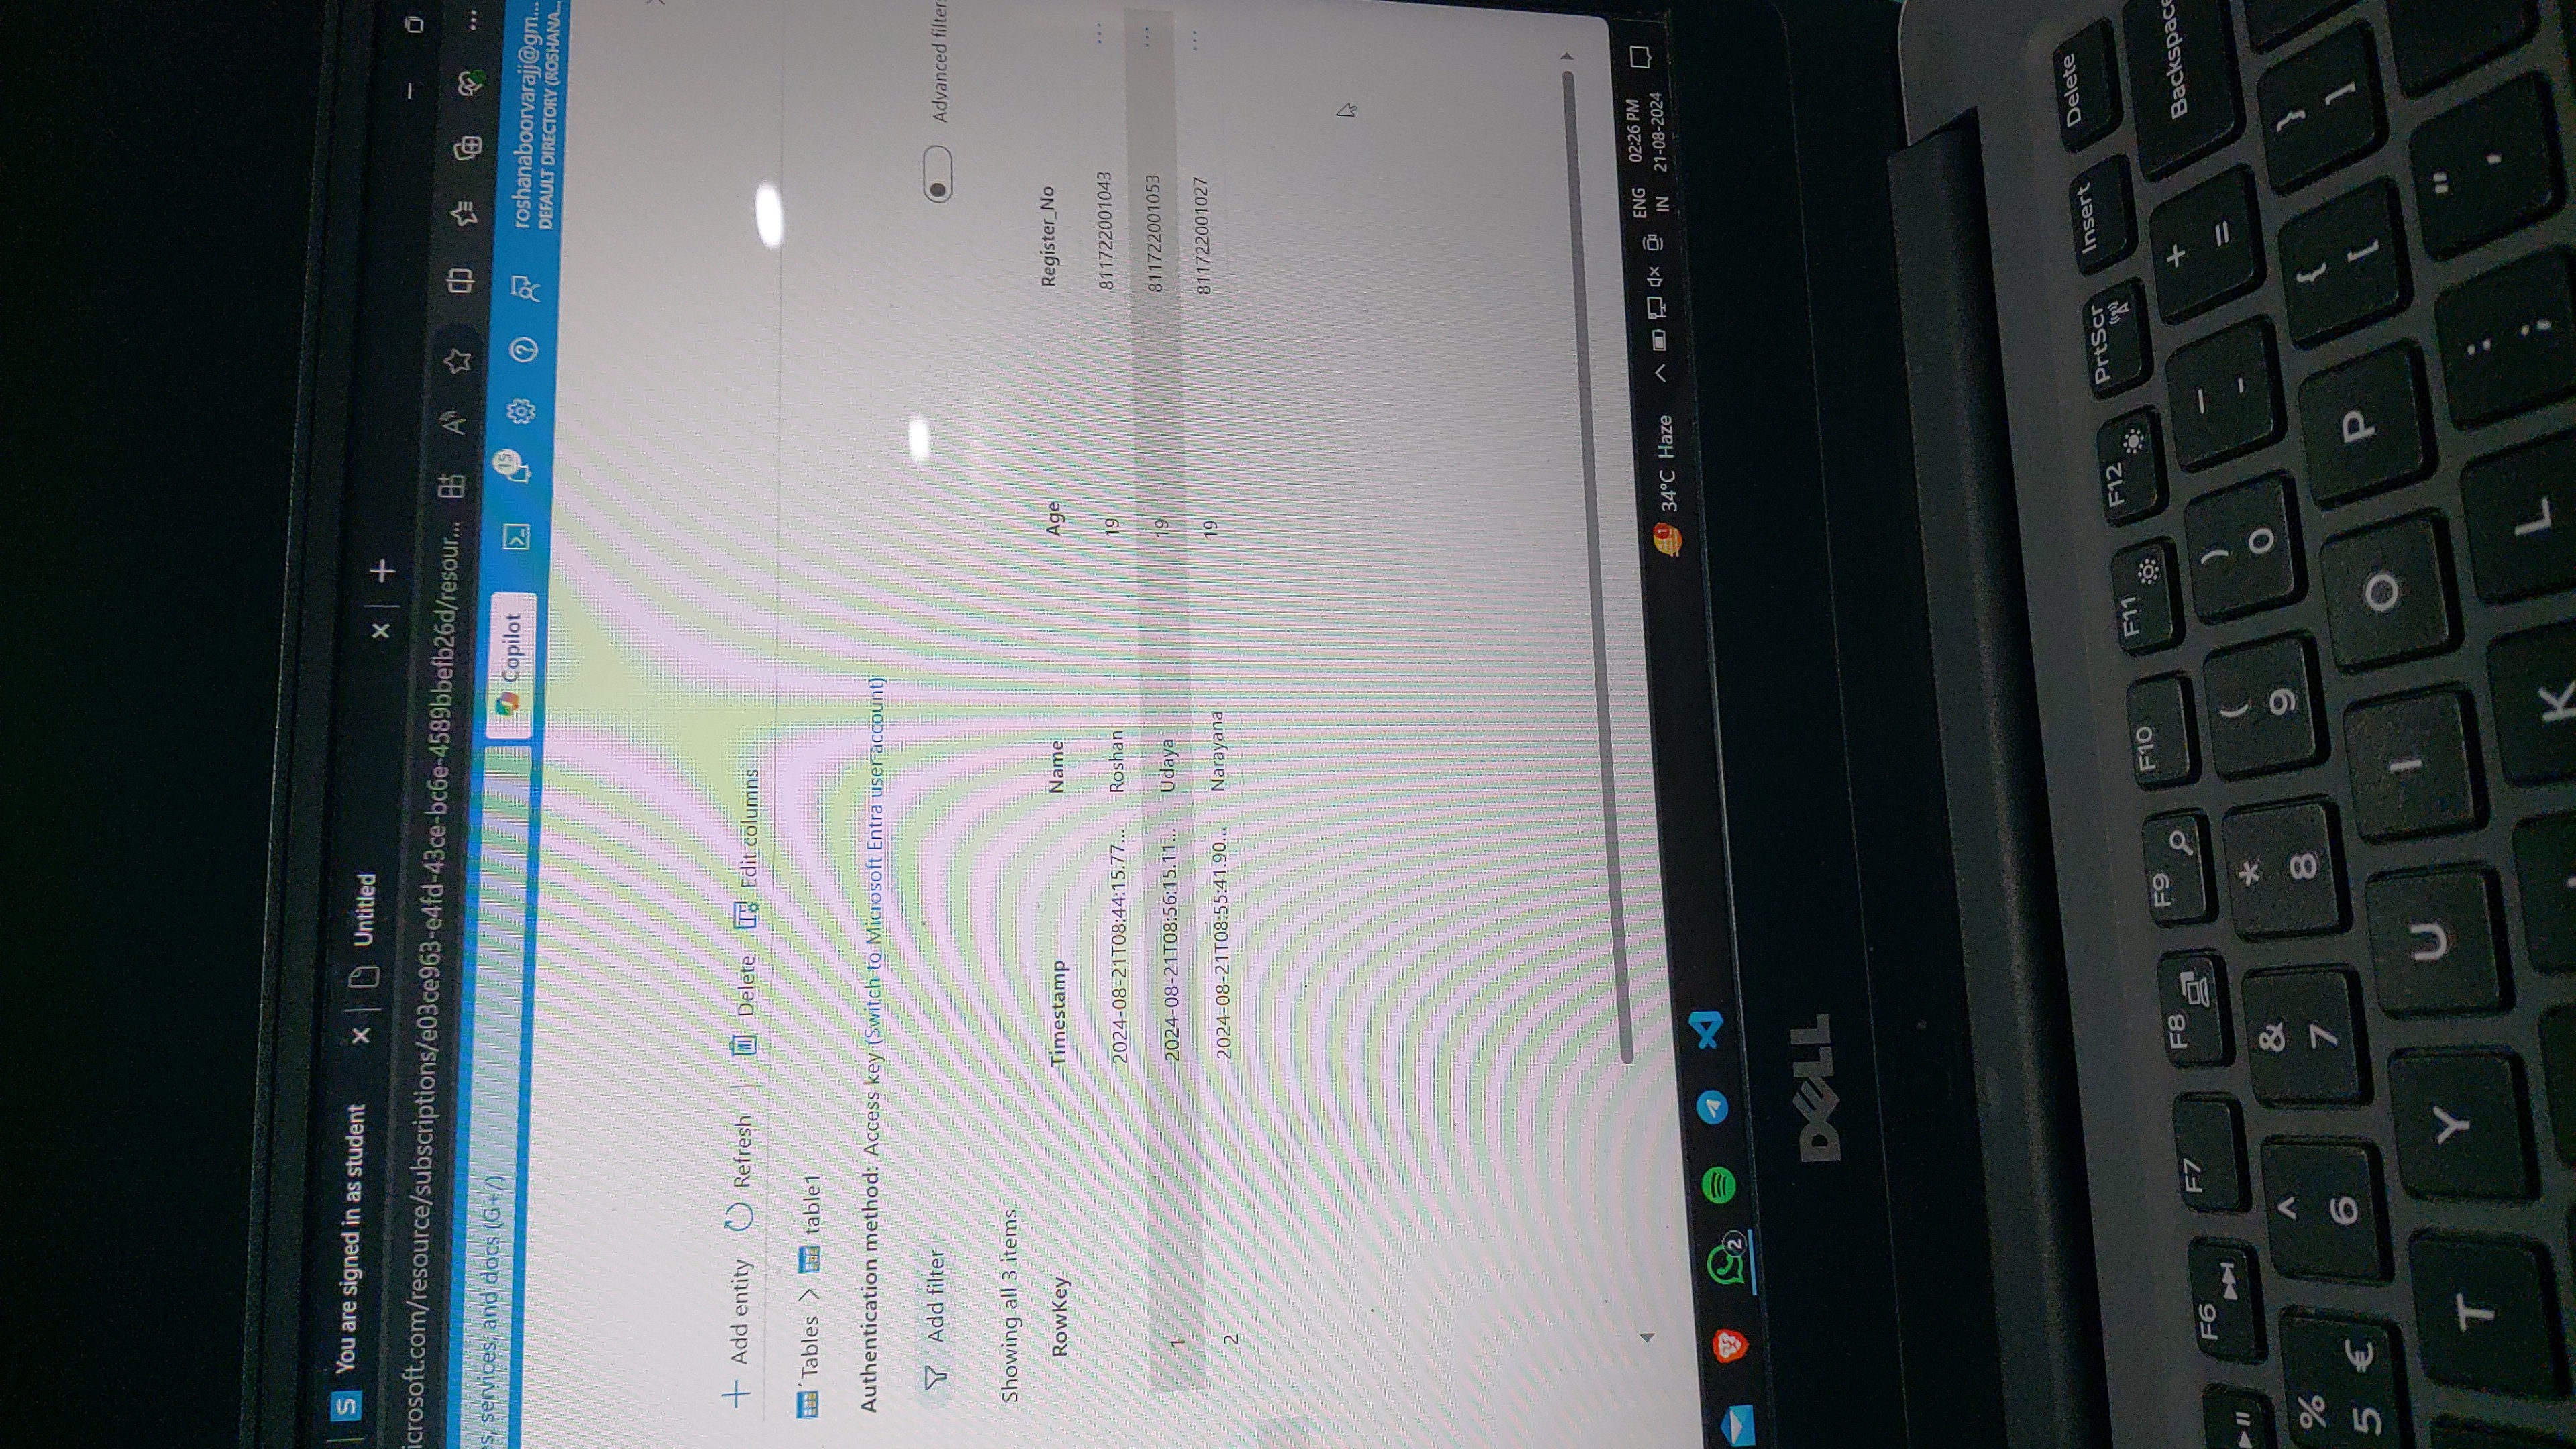 S You are signed in as student
Untitled
icrosoft.com/resource/subscriptions/e03ce963-e4fd-43ce-bc6e-4589bbefb26d/resour...
es, services, and docs (G+/)
Copilot
15
roshanaboorvarajj@gm...
DEFAULT DIRECTORY (ROSHANA...
Add entity Refresh Delete Edit columns
Tables > table1
Authentication method: Access key (Switch to Microsoft Entra user account)
Add filter
Advanced filter
Showing all 3 items
RowKey Timestamp Name Age Register_No
2024-08-21T08:44:15.77... Roshan 19 811722001043 ...
1 2024-08-21T08:56:15.11... Udaya 19 811722001053 ...
2 2024-08-21T08:55:41.90... Narayana 19 811722001027 ...
1 34°C Haze
ENG
IN
02:26 PM
21-08-2024
2
DELL
F6 F7 F8 F9 F10 F11 F12 PrtScr Insert Delete
% 5 € ^ 6 & 7 * 8 ( 9 ) 0 _ - + = Backspace
T Y U I O P { [ } ]
K L : ; " '